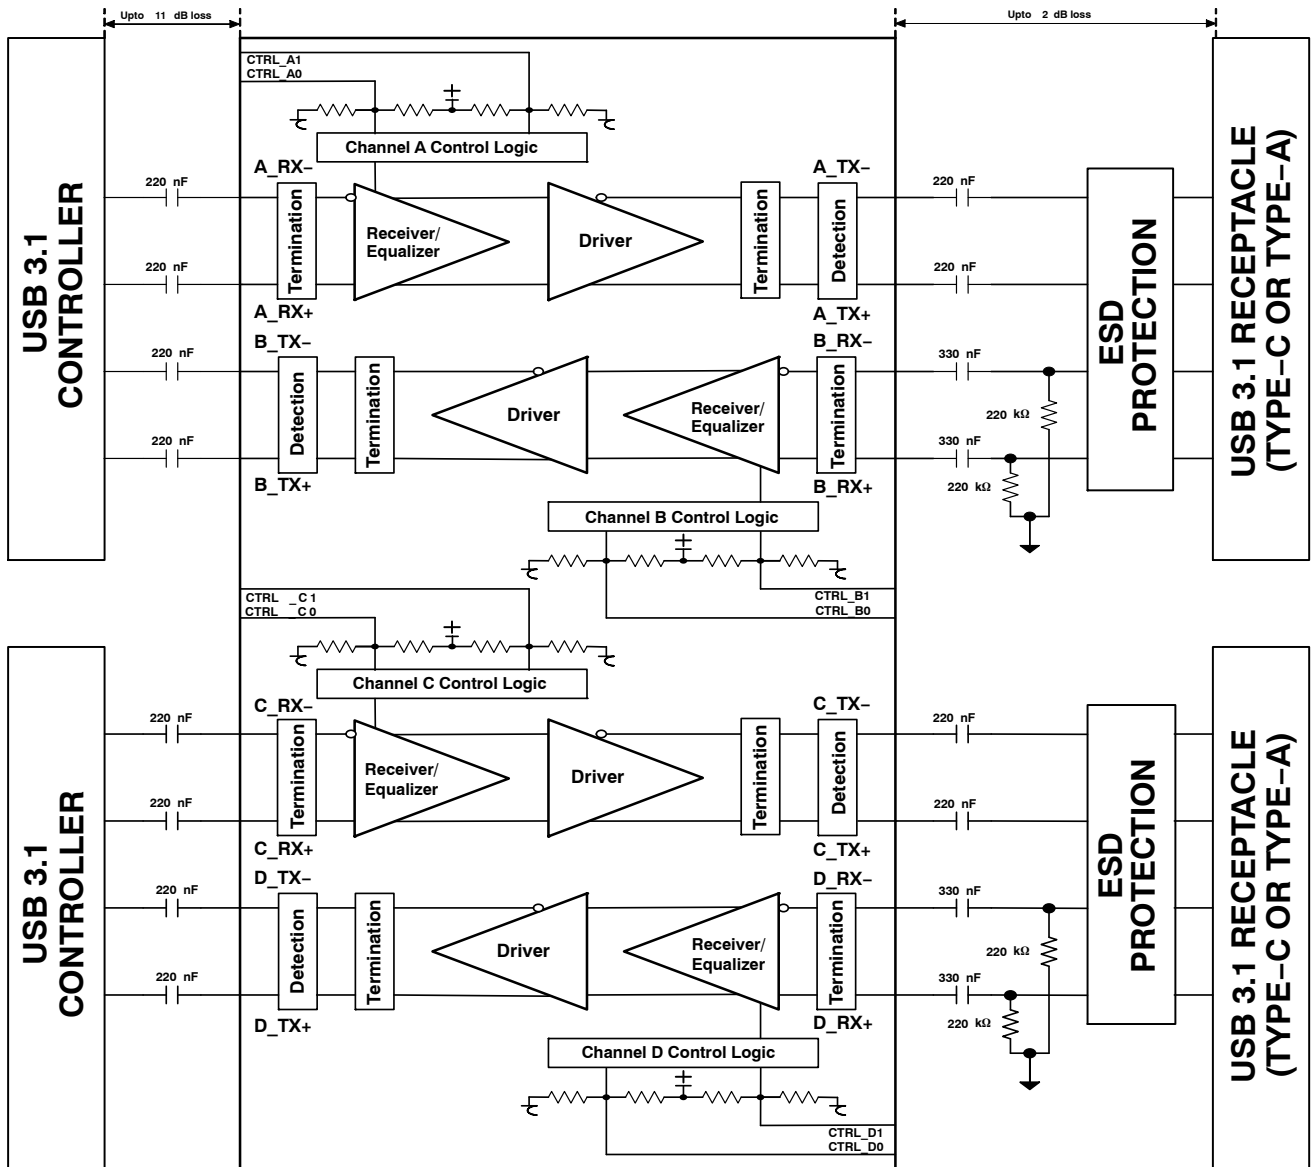 Upto 11 dB loss
Upto 2 dB loss
USB 3.1
CONTROLLER
CTRL_A1
CTRL_A0
Channel A Control Logic
A_RX−
A_TX−
220 nF
220 nF
Termination
Receiver/
Equalizer
Driver
Termination
Detection
220 nF
220 nF
A_RX+
A_TX+
B_TX−
B_RX−
220 nF
330 nF
Detection
Termination
Driver
Receiver/
Equalizer
Termination
220 kΩ
220 nF
330 nF
220 kΩ
B_TX+
B_RX+
Channel B Control Logic
CTRL_B1
CTRL_B0
ESD
PROTECTION
USB 3.1 RECEPTACLE
(TYPE−C OR TYPE−A)
USB 3.1
CONTROLLER
CTRL _C 1
CTRL _C 0
Channel C Control Logic
C_RX−
C_TX−
220 nF
220 nF
Termination
Receiver/
Equalizer
Driver
Termination
Detection
220 nF
220 nF
C_RX+
C_TX+
D_TX−
D_RX−
220 nF
330 nF
Detection
Termination
Driver
Receiver/
Equalizer
Termination
220 kΩ
220 nF
330 nF
220 kΩ
D_TX+
D_RX+
Channel D Control Logic
CTRL_D1
CTRL_D0
ESD
PROTECTION
USB 3.1 RECEPTACLE
(TYPE−C OR TYPE−A)